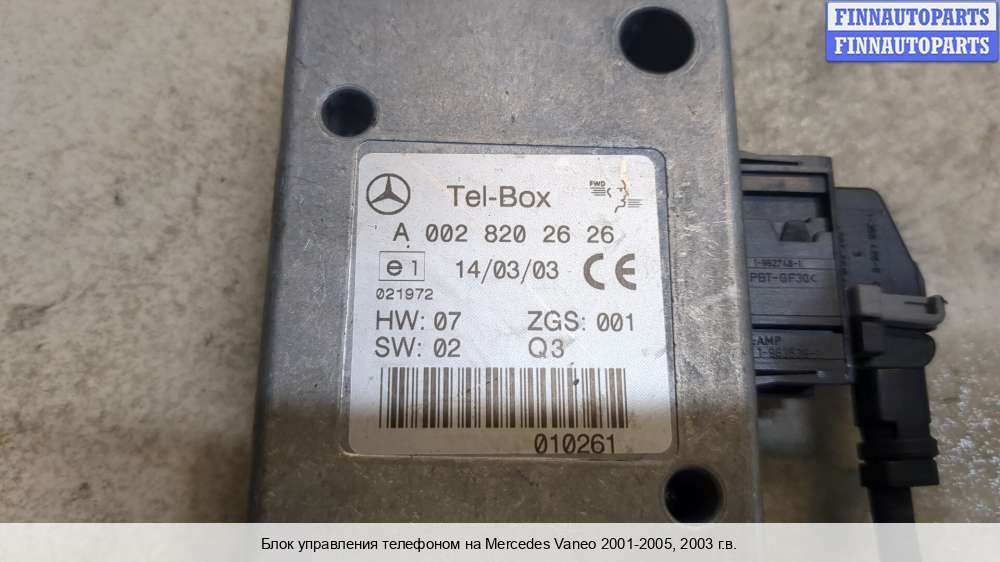 FINNAUTOPARTS
FINNAUTOPARTS
Tel-Box
FWD
A 002 820 26 26
e1 14/03/03 CE
021972
HW: 07 ZGS: 001
SW: 02 Q3
010261
PBT-GF30<
AMP
Блок управления телефоном на Mercedes Vaneo 2001-2005, 2003 г.в.